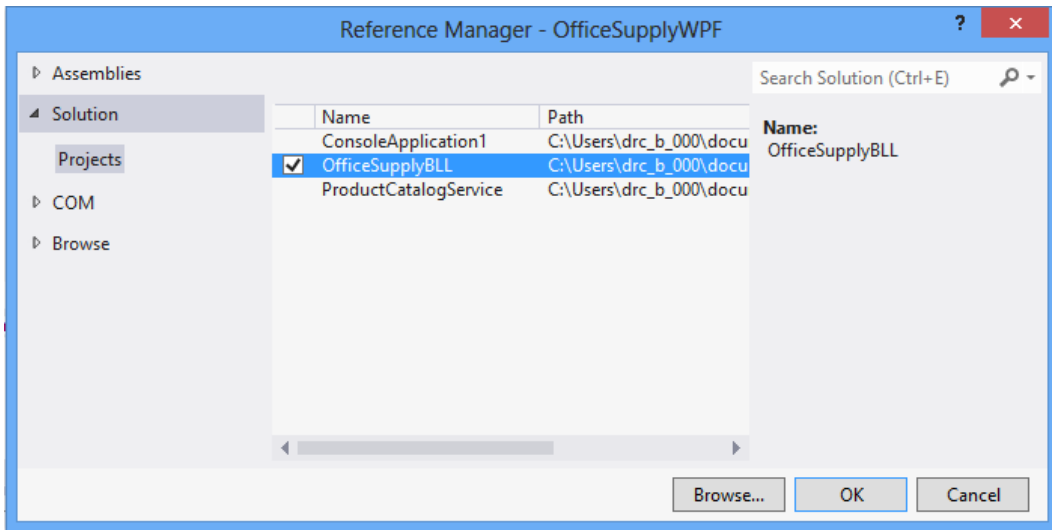 Reference Manager - OfficeSupplyWPF ? ×
Assemblies
Search Solution (Ctrl+E)
Solution
Projects
COM
Browse
Name Path
ConsoleApplication1 C:\Users\drc_b_000\docu
OfficeSupplyBLL C:\Users\drc_b_000\docu
ProductCatalogService C:\Users\drc_b_000\docu
Name:
OfficeSupplyBLL
Browse... OK Cancel